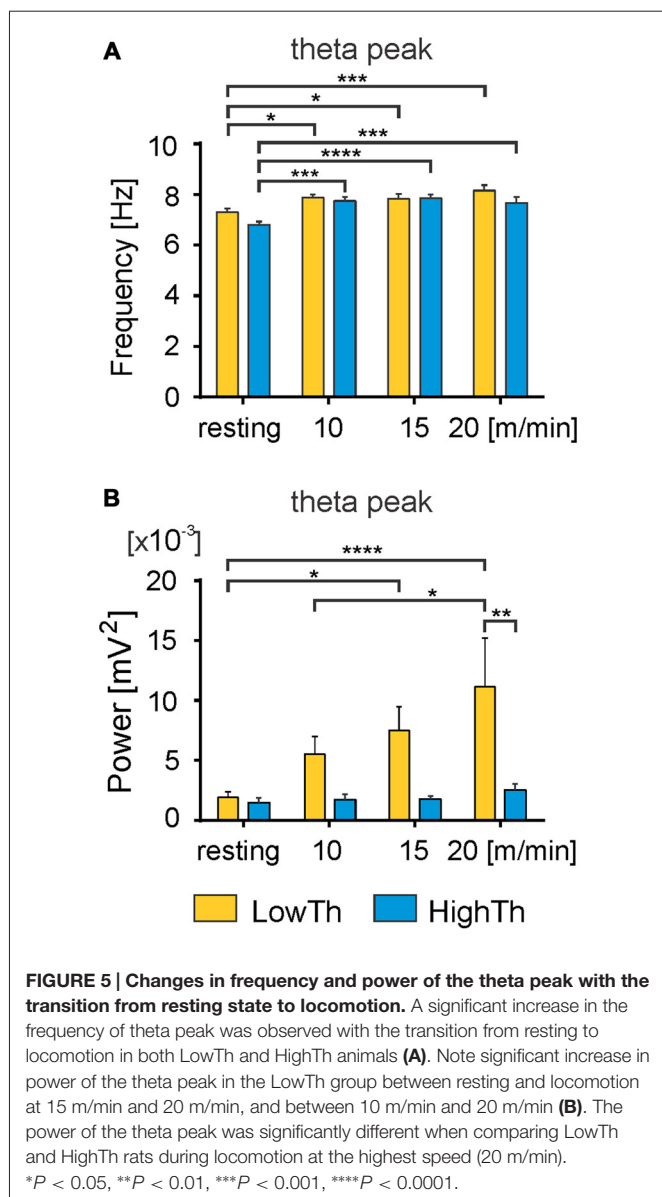 A
theta peak
***
*
*
***
****
***
10
8
6
4
2
0
Frequency [Hz]
resting 10 15 20 [m/min]
B
theta peak
[x10-3]
****
*
*
**
20
15
10
5
0
Power [mV2]
resting 10 15 20 [m/min]
LowTh HighTh
FIGURE 5 | Changes in frequency and power of the theta peak with the
transition from resting state to locomotion. A significant increase in the
frequency of theta peak was observed with the transition from resting to
locomotion in both LowTh and HighTh animals (A). Note significant increase in
power of the theta peak in the LowTh group between resting and locomotion
at 15 m/min and 20 m/min, and between 10 m/min and 20 m/min (B). The
power of the theta peak was significantly different when comparing LowTh
and HighTh rats during locomotion at the highest speed (20 m/min).
*P < 0.05, **P < 0.01, ***P < 0.001, ****P < 0.0001.